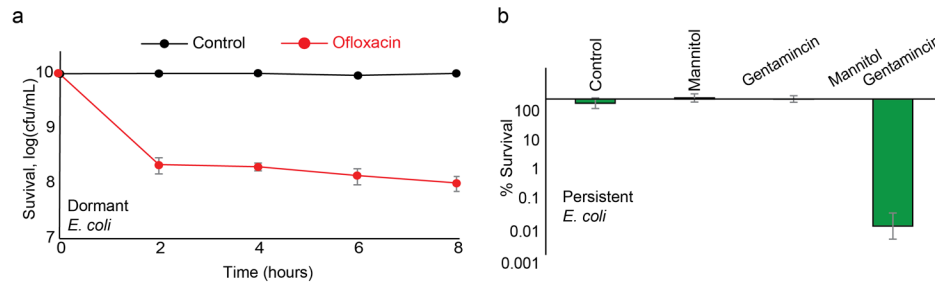 a
Control
Ofloxacin
Suvival, log(cfu/mL)
10
9
8
7
Dormant
E. coli
0
2
4
6
8
Time (hours)
b
Control
Mannitol
Gentamincin
Mannitol
Gentamincin
% Survival
100
10
1
0.1
0.01
0.001
Persistent
E. coli